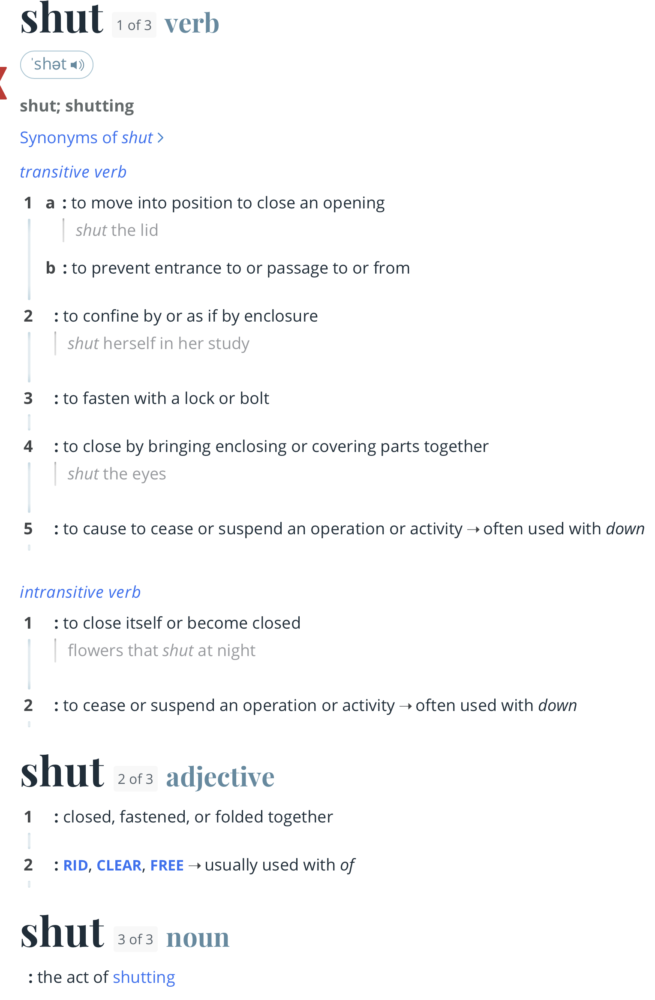 shut 1 of 3 verb
ˈshət
shut; shutting
Synonyms of shut
transitive verb
1 a : to move into position to close an opening
shut the lid
b : to prevent entrance to or passage to or from
2 : to confine by or as if by enclosure
shut herself in her study
3 : to fasten with a lock or bolt
4 : to close by bringing enclosing or covering parts together
shut the eyes
5 : to cause to cease or suspend an operation or activity → often used with down
intransitive verb
1 : to close itself or become closed
flowers that shut at night
2 : to cease or suspend an operation or activity → often used with down
shut 2 of 3 adjective
1 : closed, fastened, or folded together
2 : RID, CLEAR, FREE → usually used with of
shut 3 of 3 noun
: the act of shutting